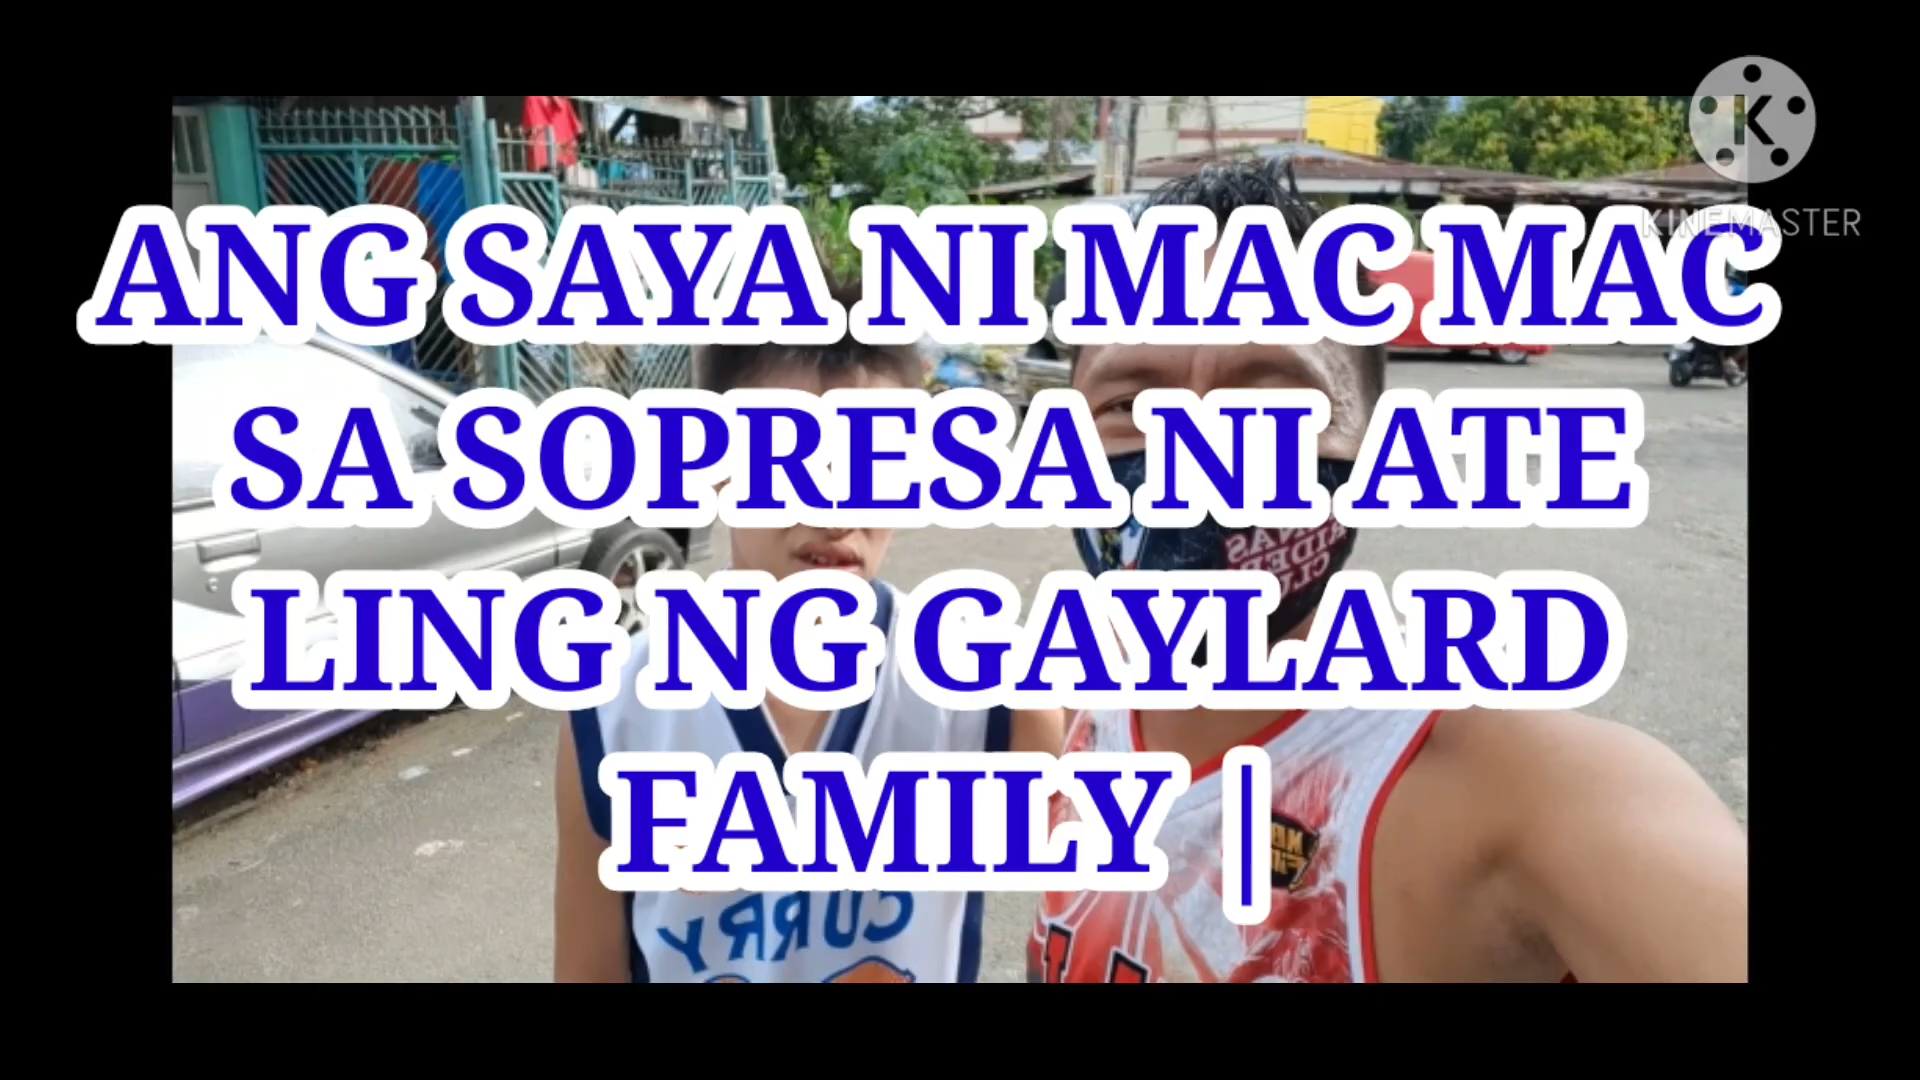 KINEMASTER
ANG SAYA NI MAC MAC
SA SOPRESA NI ATE
LING NG GAYLARD
FAMILY |
CURRY